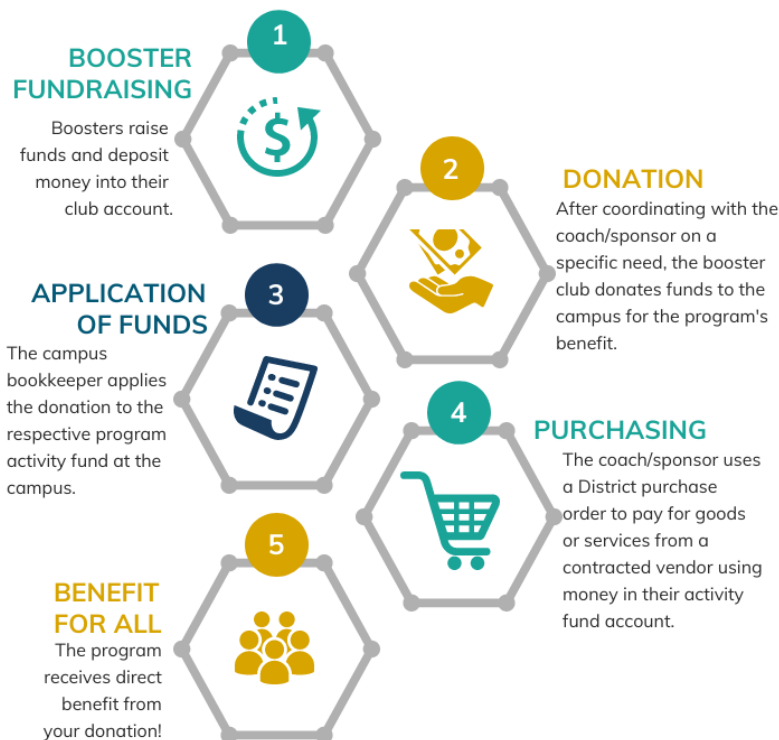 1
BOOSTER
FUNDRAISING
Boosters raise
funds and deposit
money into their
club account.
$
2
DONATION
After coordinating with the
coach/sponsor on a
specific need, the booster
club donates funds to the
campus for the program's
benefit.
3
APPLICATION
OF FUNDS
The campus
bookkeeper applies
the donation to the
respective program
activity fund at the
campus.
4
PURCHASING
The coach/sponsor uses
a District purchase
order to pay for goods
or services from a
contracted vendor using
money in their activity
fund account.
5
BENEFIT
FOR ALL
The program
receives direct
benefit from
your donation!